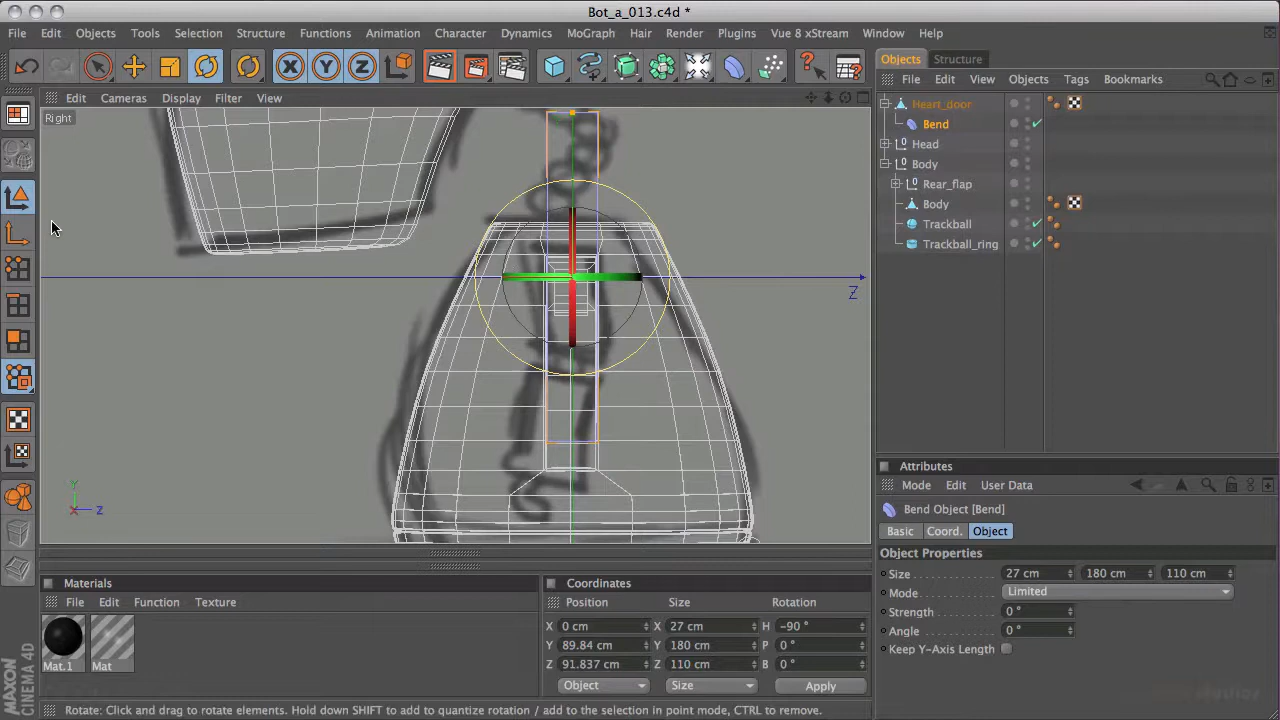 Bot_a_013.c4d *
File Edit Objects Tools Selection Structure Functions Animation Character Dynamics MoGraph Hair Render Plugins Vue 8 xStream Window Help
Objects Structure
File Edit View Objects Tags Bookmarks
Edit Cameras Display Filter View
Right
Heart_door
Bend
Head
Body
Rear_flap
Body
Trackball
Trackball_ring
Z
Y
X Z
Attributes
Mode Edit User Data
Bend Object [Bend]
Basic Coord. Object
Object Properties
Size 27 cm 180 cm 110 cm
Mode Limited
Strength 0 °
Angle 0 °
Keep Y-Axis Length
Materials
File Edit Function Texture
Mat.1 Mat
Coordinates
Position Size Rotation
X 0 cm X 27 cm H -90 °
Y 89.84 cm Y 180 cm P 0 °
Z 91.837 cm Z 110 cm B 0 °
Object Size Apply
MAXON
CINEMA 4D
Rotate: Click and drag to rotate elements. Hold down SHIFT to add to quantize rotation / add to the selection in point mode, CTRL to remove.